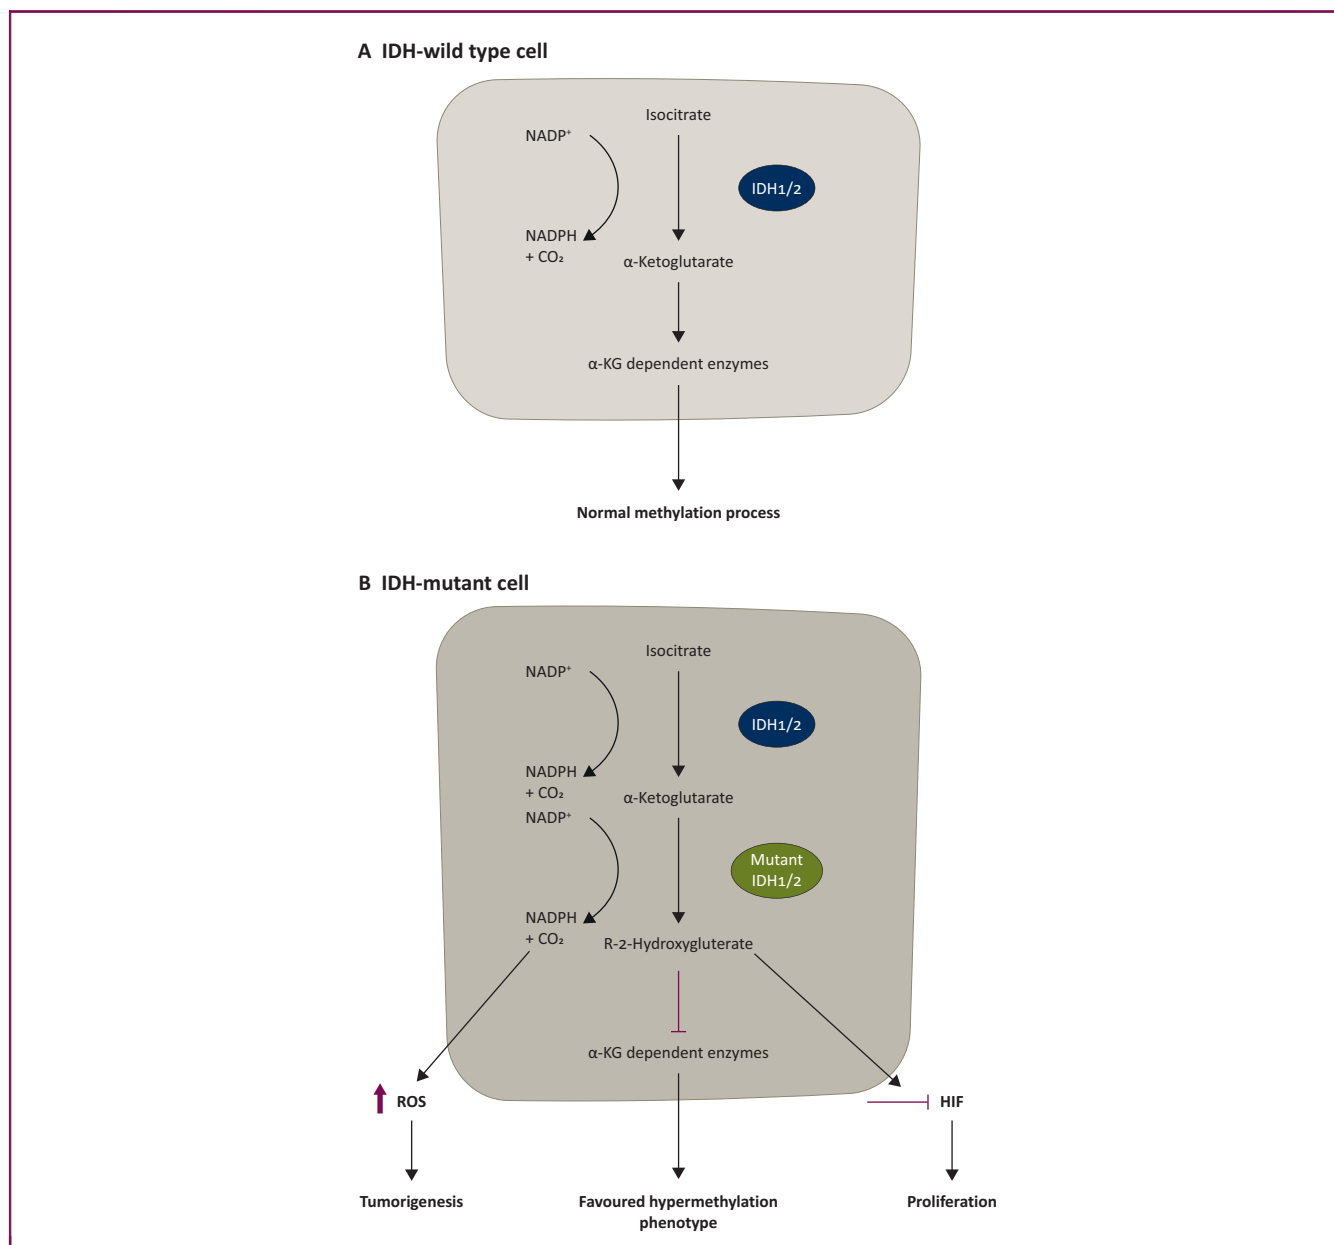 A IDH-wild type cell
Isocitrate
NADP⁺
IDH1/2
NADPH
+ CO₂
α-Ketoglutarate
α-KG dependent enzymes
Normal methylation process
B IDH-mutant cell
Isocitrate
NADP⁺
IDH1/2
NADPH
+ CO₂
α-Ketoglutarate
NADP⁺
Mutant
IDH1/2
NADPH
+ CO₂
R-2-Hydroxygluterate
α-KG dependent enzymes
ROS
HIF
Tumorigenesis
Favoured hypermethylation
phenotype
Proliferation